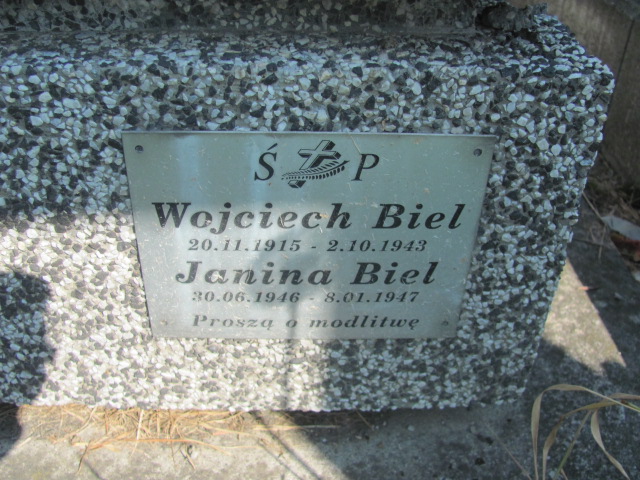 Ś P
Wojciech Biel
20.11.1915 - 2.10.1943
Janina Biel
30.06.1946 - 8.01.1947
Proszą o modlitwę